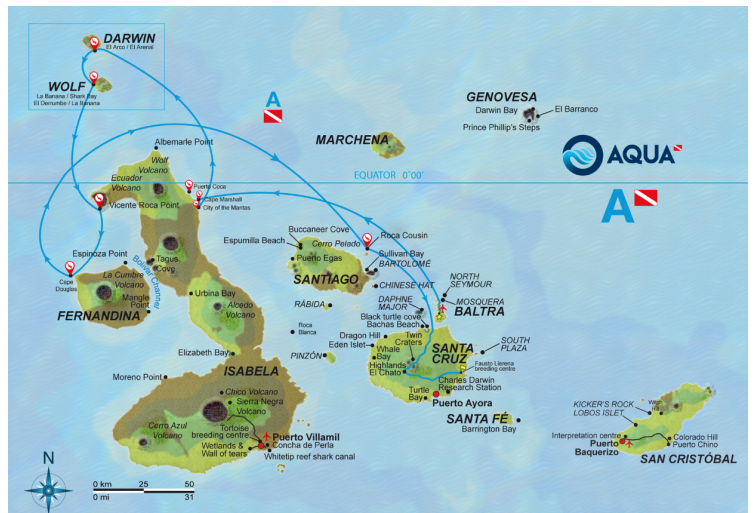 DARWIN
El Arco / El Arenal
WOLF
La Banana / Shark Bay
El Derrumbe / La Banana
A
GENOVESA
Darwin Bay
El Barranco
Prince Phillip's Steps
MARCHENA
AQUA
EQUATOR 0°00'
A
Albemarle Point
Wolf
Volcano
Ecuador
Volcano
Puerto Coca
Cape Marshall
City of the Mantas
Vicente Roca Point
Buccaneer Cove
Espumilla Beach
Cerro Pelado
Roca Cousin
Sullivan Bay
BARTOLOMÉ
Puerto Egas
SANTIAGO
CHINESE HAT
Espinoza Point
Tagus
Cove
La Cumbre
Volcano
Bolivar Channel
Cape
Douglas
Mangle
Point
FERNANDINA
Urbina Bay
Alcedo
Volcano
RÁBIDA
Roca
Blanca
NORTH
SEYMOUR
MOSQUERA
BALTRA
DAPHNE
MAJOR
Black turtle cove
Bachas Beach
Dragon Hill
Eden Islet
Twin
Craters
SANTA
CRUZ
SOUTH
PLAZA
Whale
Bay
Highlands
El Chato
Fausto Llerena
breeding centre
Charles Darwin
Research Station
Turtle
Bay
Puerto Ayora
PINZÓN
Elizabeth Bay
ISABELA
Moreno Point
Chico Volcano
Sierra Negra
Volcano
Cerro Azul
Volcano
Tortoise
breeding centre
Puerto Villamil
Concha de Perla
Wetlands &
Wall of tears
Whitetip reef shark canal
SANTA FÉ
Barrington Bay
KICKER'S ROCK
LOBOS ISLET
Witch
Hill
Interpretation centre
Puerto
Baquerizo
Colorado Hill
Puerto Chino
SAN CRISTÓBAL
N
0 km 25 50
0 mi 31